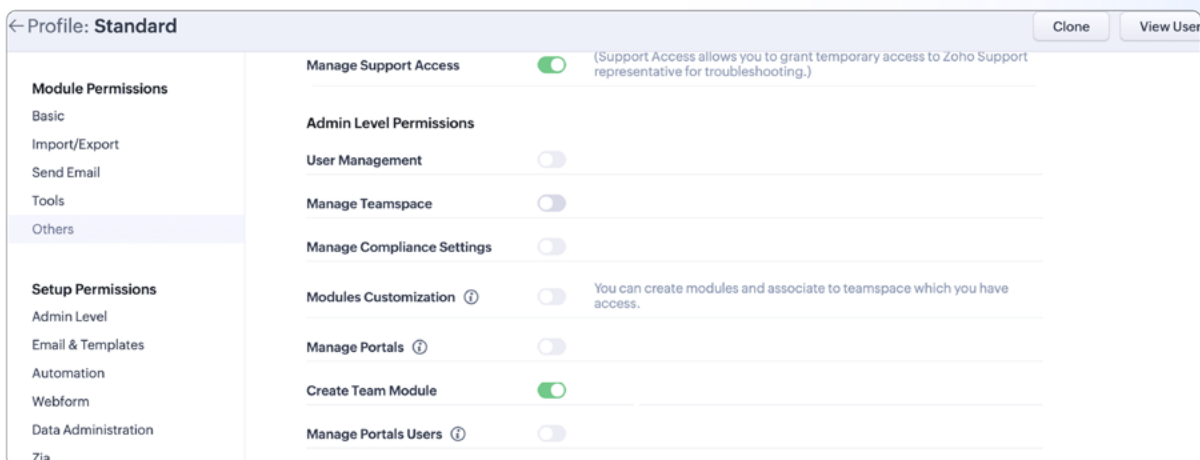 ←Profile: Standard
Clone
View User
Module Permissions
Basic
Import/Export
Send Email
Tools
Others
Setup Permissions
Admin Level
Email & Templates
Automation
Webform
Data Administration
Zia
Manage Support Access
(Support Access allows you to grant temporary access to Zoho Support
representative for troubleshooting.)
Admin Level Permissions
User Management
Manage Teamspace
Manage Compliance Settings
Modules Customization
You can create modules and associate to teamspace which you have
access.
Manage Portals
Create Team Module
Manage Portals Users